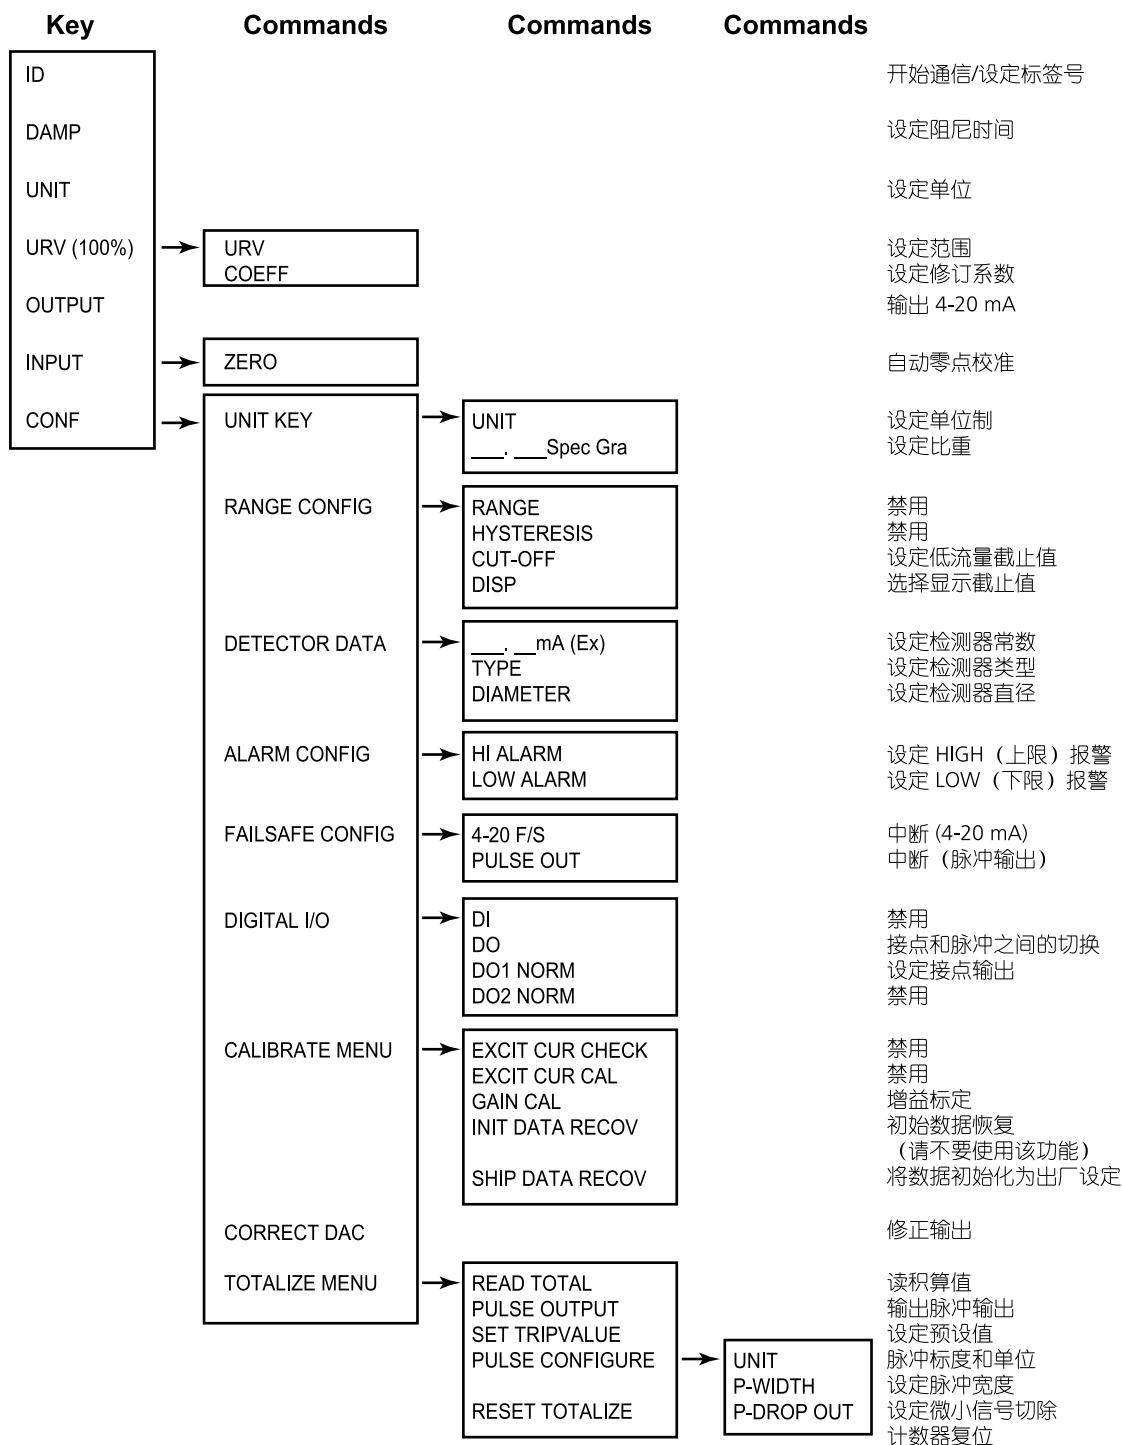 Key Commands Commands Commands
ID 开始通信/设定标签号
DAMP 设定阻尼时间
UNIT 设定单位
URV (100%) URV 设定范围
COEFF 设定修订系数
OUTPUT 输出 4-20 mA
INPUT ZERO 自动零点校准
CONF UNIT KEY UNIT 设定单位制
___. ___Spec Gra 设定比重
RANGE CONFIG RANGE 禁用
HYSTERESIS 禁用
CUT-OFF 设定低流量截止值
DISP 选择显示截止值
DETECTOR DATA ___. __mA (Ex) 设定检测器常数
TYPE 设定检测器类型
DIAMETER 设定检测器直径
ALARM CONFIG HI ALARM 设定 HIGH（上限）报警
LOW ALARM 设定 LOW（下限）报警
FAILSAFE CONFIG 4-20 F/S 中断 (4-20 mA)
PULSE OUT 中断（脉冲输出）
DIGITAL I/O DI 禁用
DO 接点和脉冲之间的切换
DO1 NORM 设定接点输出
DO2 NORM 禁用
CALIBRATE MENU EXCIT CUR CHECK 禁用
EXCIT CUR CAL 禁用
GAIN CAL 增益标定
INIT DATA RECOV 初始数据恢复
（请不要使用该功能）
SHIP DATA RECOV 将数据初始化为出厂设定
CORRECT DAC 修正输出
TOTALIZE MENU READ TOTAL 读积算值
PULSE OUTPUT 输出脉冲输出
SET TRIPVALUE 设定预设值
PULSE CONFIGURE UNIT 脉冲标度和单位
P-WIDTH 设定脉冲宽度
RESET TOTALIZE P-DROP OUT 设定微小信号切除
计数器复位